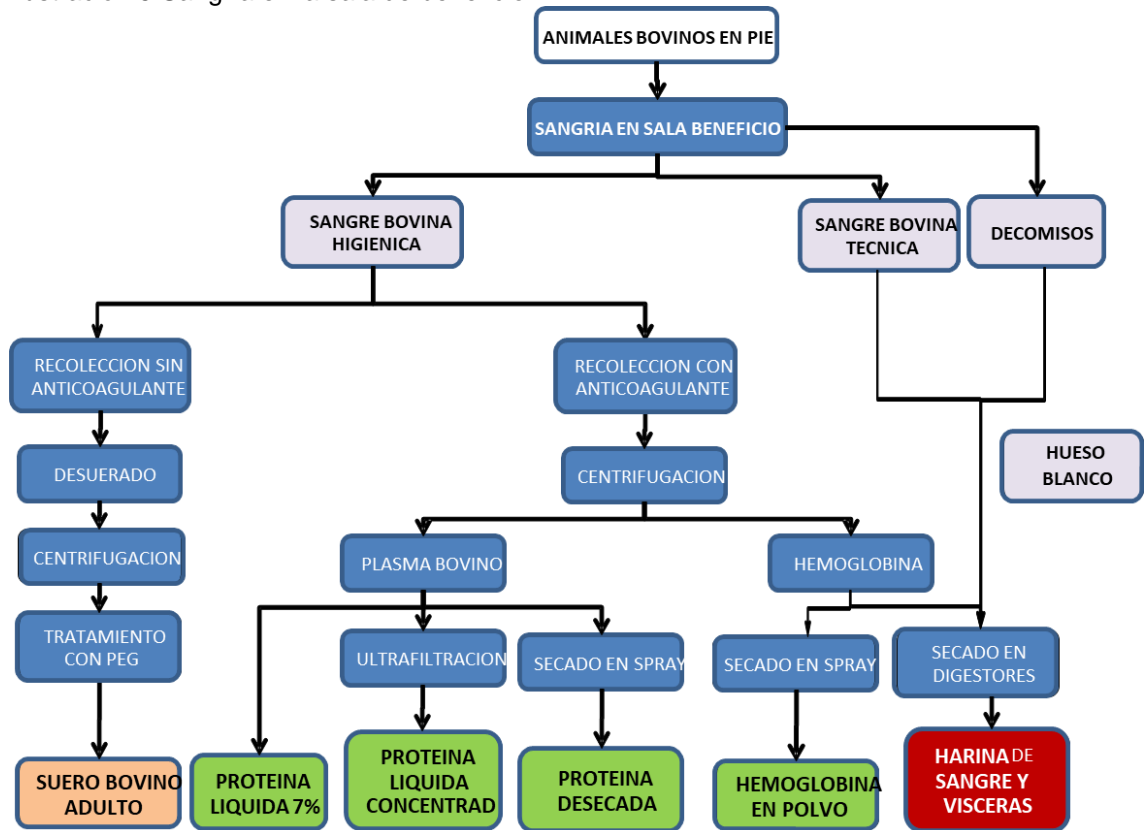 ANIMALES BOVINOS EN PIE
SANGRIA EN SALA BENEFICIO
SANGRE BOVINA
HIGIENICA
SANGRE BOVINA
TECNICA
DECOMISOS
RECOLECCION SIN
ANTICOAGULANTE
RECOLECCION CON
ANTICOAGULANTE
HUESO
BLANCO
DESUERADO
CENTRIFUGACION
CENTRIFUGACION
PLASMA BOVINO
HEMOGLOBINA
TRATAMIENTO
CON PEG
ULTRAFILTRACION
SECADO EN SPRAY
SECADO EN SPRAY
SECADO EN
DIGESTORES
SUERO BOVINO
ADULTO
PROTEINA
LIQUIDA 7%
PROTEINA
LIQUIDA
CONCENTRAD
PROTEINA
DESECADA
HEMOGLOBINA
EN POLVO
HARINA DE
SANGRE Y
VISCERAS